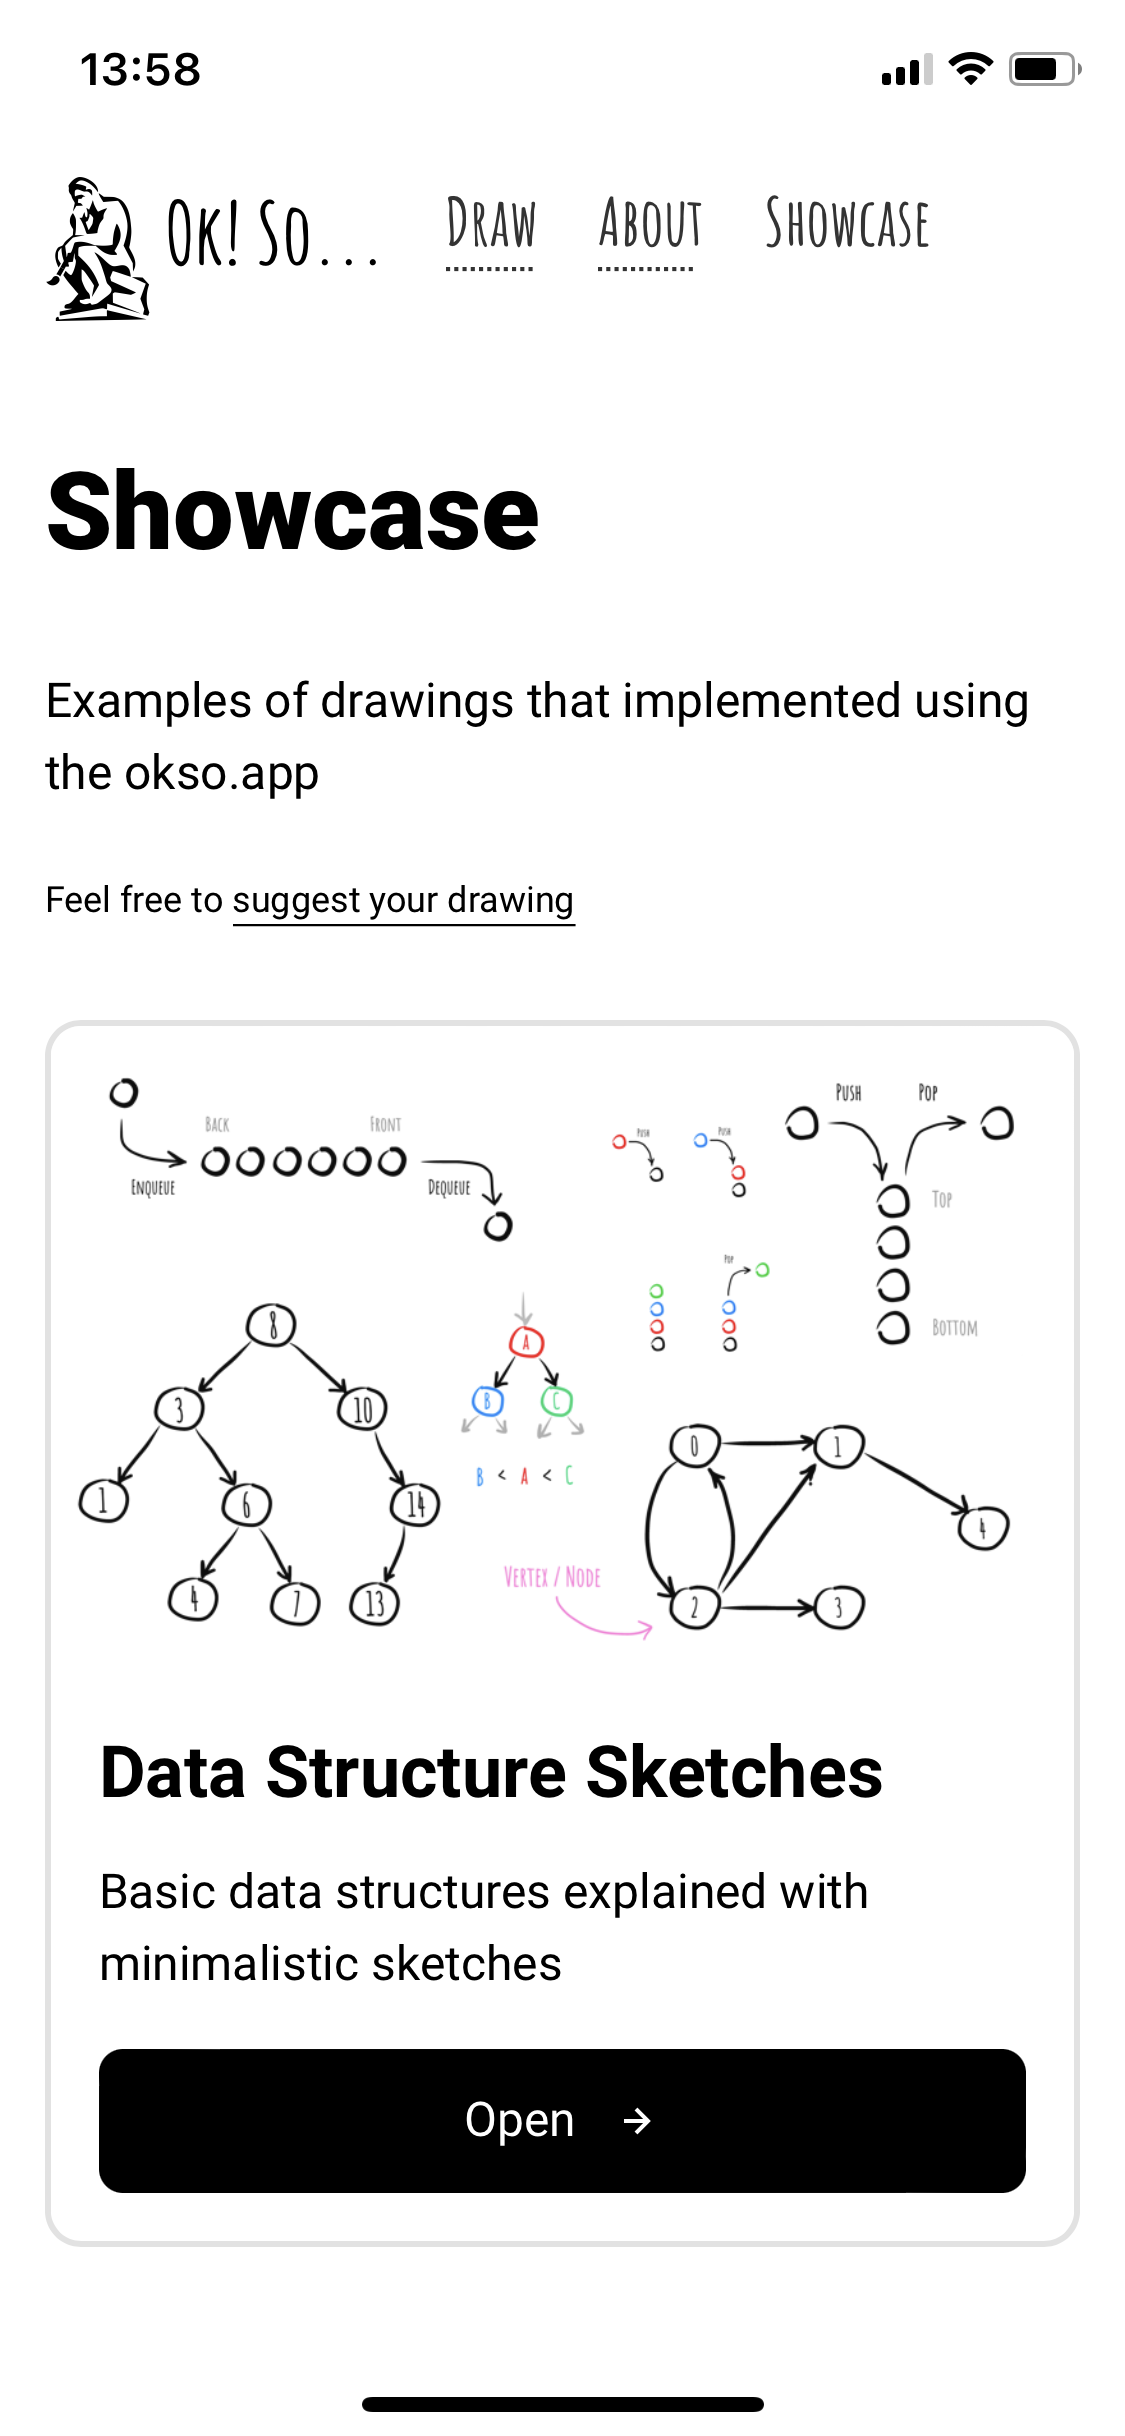 13:58
Ok! So...
Draw
About
Showcase
Showcase
Examples of drawings that implemented using
the okso.app
Feel free to suggest your drawing
Back
Front
Enqueue
Dequeue
Push
Push
Push
Pop
Top
Bottom
Pop
8
3
10
1
6
14
4
7
13
A
B
C
B < A < C
Vertex / Node
0
1
4
2
3
Data Structure Sketches
Basic data structures explained with
minimalistic sketches
Open →